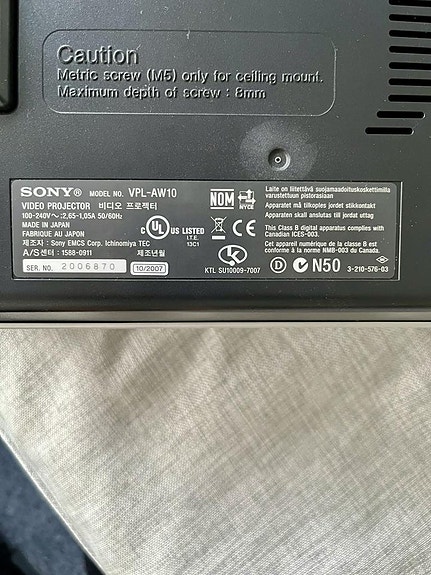 Caution
Metric screw (M5) only for ceiling mount.
Maximum depth of screw : 8mm
SONY® MODEL NO. VPL-AW10
VIDEO PROJECTOR 비디오 프로젝터
100-240V~;2,65-1,05A 50/60Hz
MADE IN JAPAN
FABRIQUE AU JAPON
제조자 : Sony EMCS Corp. Ichinomiya TEC
A/S센터 : 1588-0911 제조년월
SER. NO. 2006870 10/2007
C UL US LISTED
I.T.E.
13C1
NOM NYCE
CE
KTL SU10009-7007
Laite on liitettävä suojamaadoituskoskettimilla
varustettuun pistorasiaan
Apparatet må tilkoples jordet stikkontakt
Apparaten skall anslutas till jordat uttag
This Class B digital apparatus complies with
Canadian ICES-003.
Cet appareil numérique de la classe B est
conforme à la norme NMB-003 du Canada.
D N50 3-210-576-03